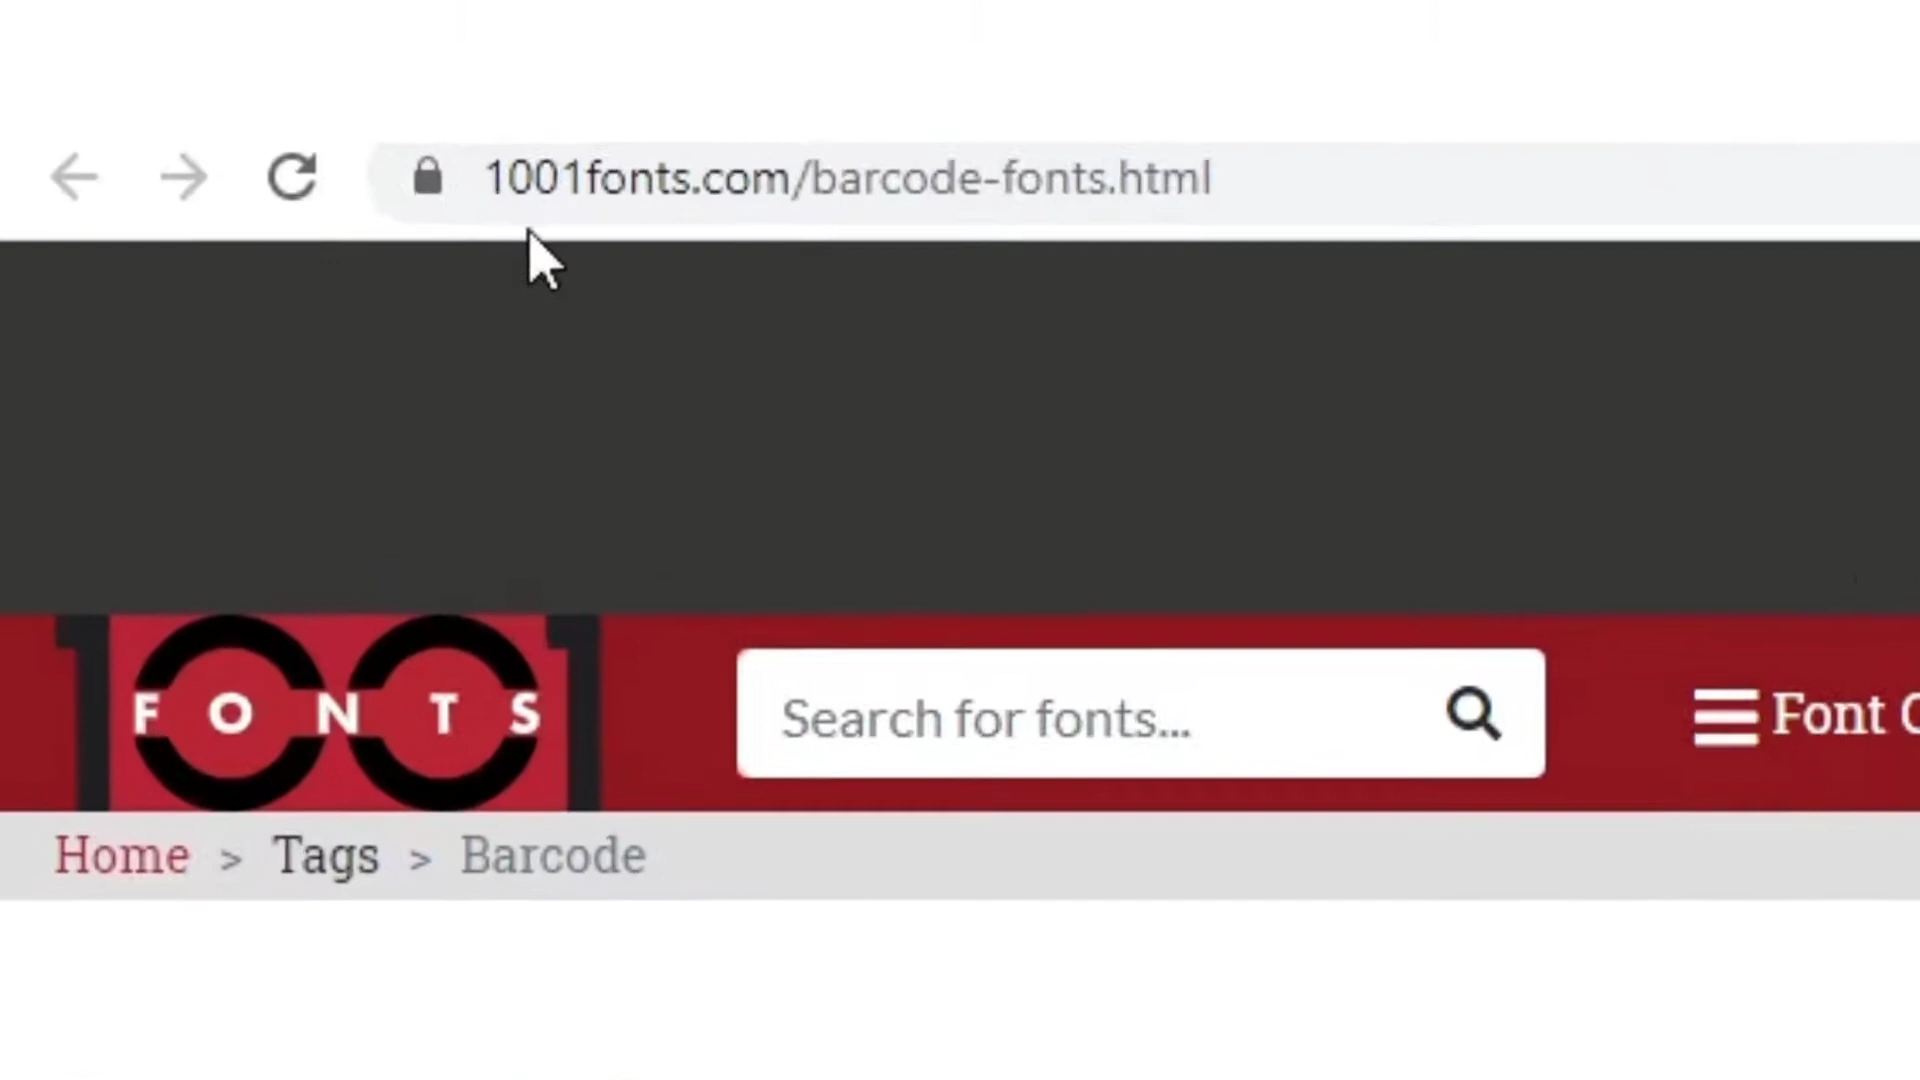 1001fonts.com/barcode-fonts.html
FONTS
Search for fonts...
Font
Home > Tags > Barcode